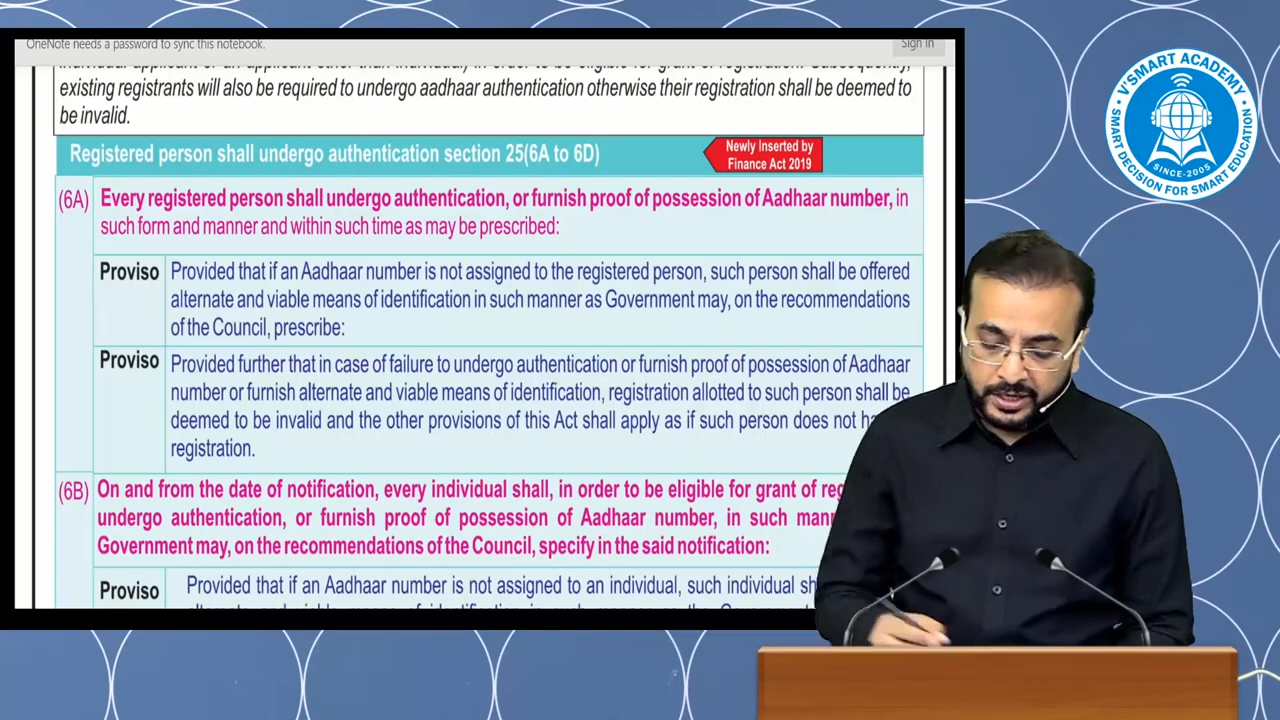 OneNote needs a password to sync this notebook.
Sign in
existing registrants will also be required to undergo aadhaar authentication otherwise their registration shall be deemed to
be invalid.
Registered person shall undergo authentication section 25(6A to 6D)
Newly Inserted by
Finance Act 2019
(6A) Every registered person shall undergo authentication, or furnish proof of possession of Aadhaar number, in
such form and manner and within such time as may be prescribed:
Proviso Provided that if an Aadhaar number is not assigned to the registered person, such person shall be offered
alternate and viable means of identification in such manner as Government may, on the recommendations
of the Council, prescribe:
Proviso Provided further that in case of failure to undergo authentication or furnish proof of possession of Aadhaar
number or furnish alternate and viable means of identification, registration allotted to such person shall be
deemed to be invalid and the other provisions of this Act shall apply as if such person does not
registration.
(6B) On and from the date of notification, every individual shall, in order to be eligible for grant of
undergo authentication, or furnish proof of possession of Aadhaar number, in such
Government may, on the recommendations of the Council, specify in the said notification:
Proviso Provided that if an Aadhaar number is not assigned to an individual, such individual
V'SMART ACADEMY
SINCE-2005
SMART DECISION FOR SMART EDUCATION